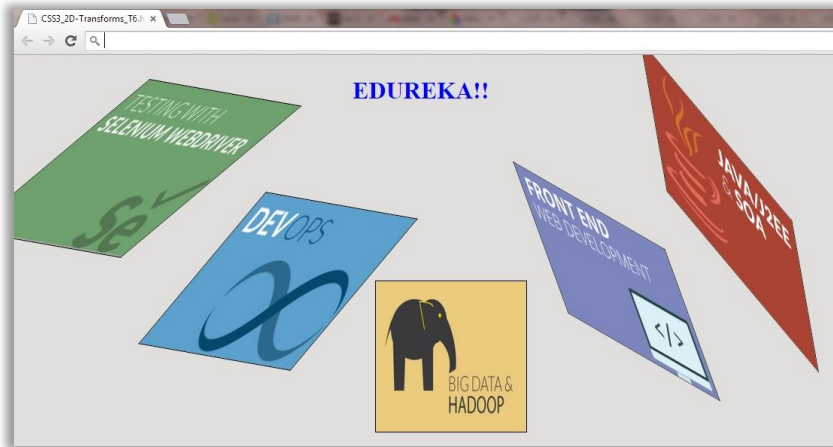 CSS3_2D-Transforms_T6.h
EDUREKA!!
TESTING WITH
SELENIUM WEBDRIVER
Se
DEVOPS
BIG DATA &
HADOOP
FRONT END
WEB DEVELOPMENT
</>
JAVA/J2EE
& SOA